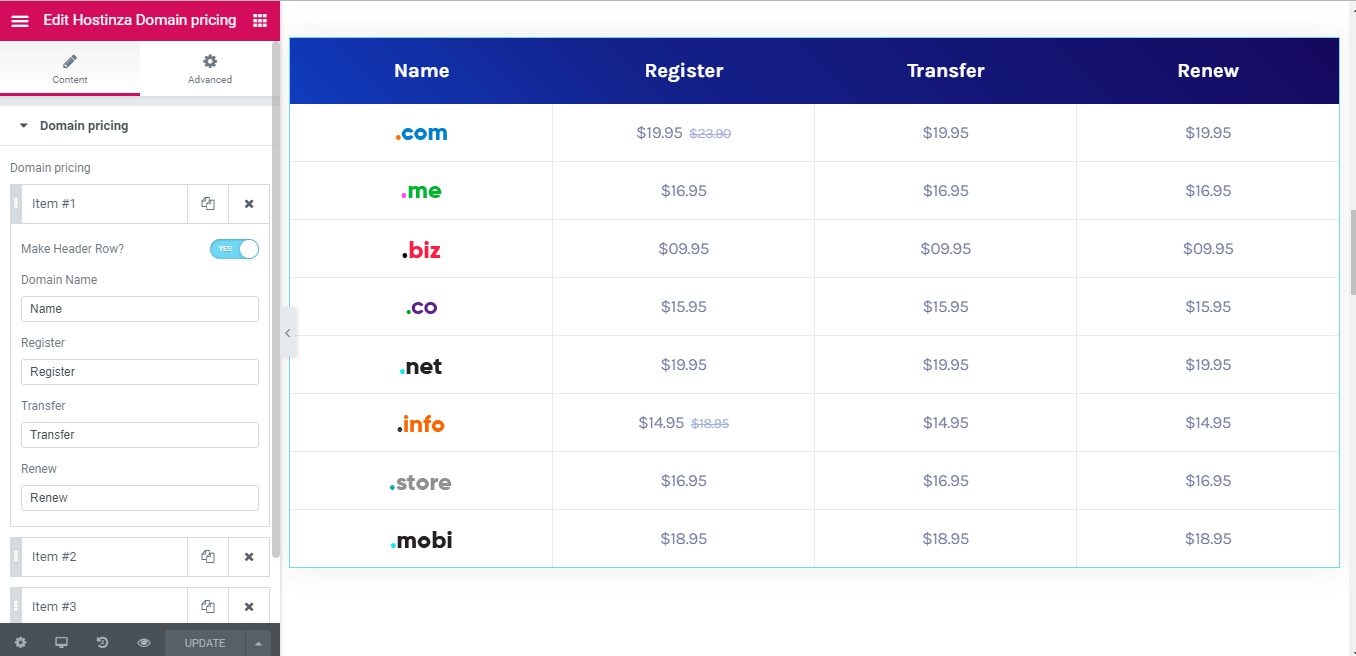 Edit Hostinza Domain pricing
Content
Advanced
Domain pricing
Domain pricing
Item #1
Make Header Row?
YES
Domain Name
Name
Register
Register
Transfer
Transfer
Renew
Renew
Item #2
Item #3
UPDATE
Name Register Transfer Renew
.com $19.95 $23.90 $19.95 $19.95
.me $16.95 $16.95 $16.95
.biz $09.95 $09.95 $09.95
.co $15.95 $15.95 $15.95
.net $19.95 $19.95 $19.95
.info $14.95 $18.95 $14.95 $14.95
.store $16.95 $16.95 $16.95
.mobi $18.95 $18.95 $18.95